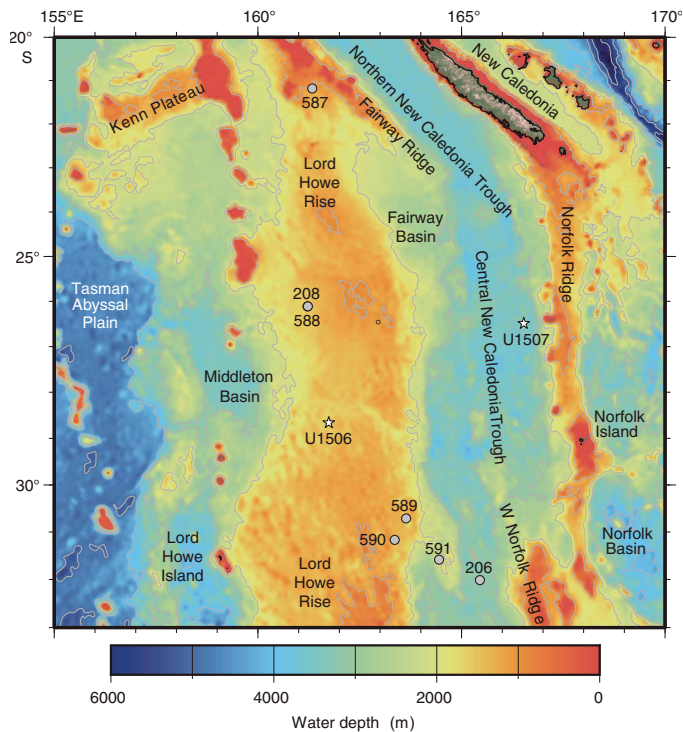 155°E
160°
165°
170°
20°
S
25°
30°
New Caledonia
Northern New Caledonia Trough
Kenn Plateau
587
Fairway Ridge
Lord
Howe
Rise
Fairway
Basin
Norfolk Ridge
Tasman
Abyssal
Plain
208
588
Central New CaledoniaTrough
U1507
Middleton
Basin
U1506
Norfolk
Island
589
590
591
206
W Norfolk Ridge
Norfolk
Basin
Lord
Howe
Island
Lord
Howe
Rise
6000
4000
2000
0
Water depth (m)